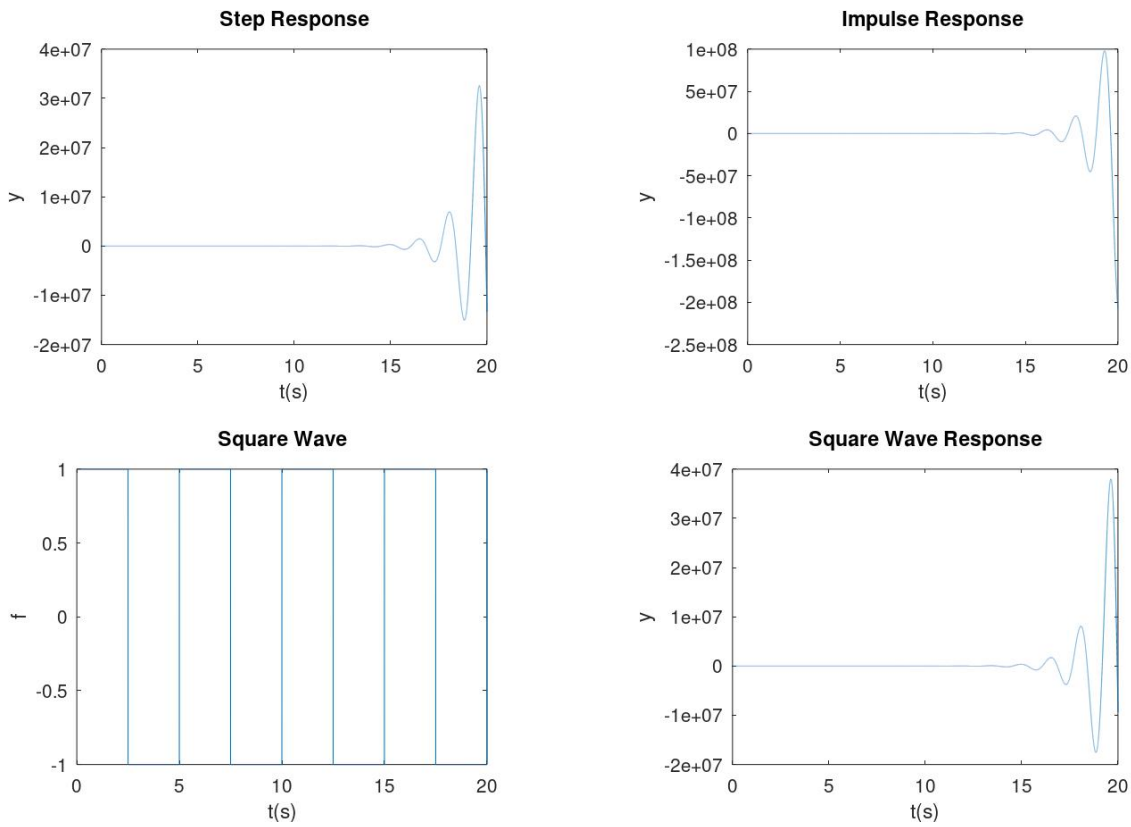 Step Response
4e+07
3e+07
2e+07
1e+07
0
-1e+07
-2e+07
y
0 5 10 15 20
t(s)
Impulse Response
1e+08
5e+07
0
-5e+07
-1e+08
-1.5e+08
-2e+08
-2.5e+08
y
0 5 10 15 20
t(s)
Square Wave
1
0.5
0
-0.5
-1
f
0 5 10 15 20
t(s)
Square Wave Response
4e+07
3e+07
2e+07
1e+07
0
-1e+07
-2e+07
y
0 5 10 15 20
t(s)